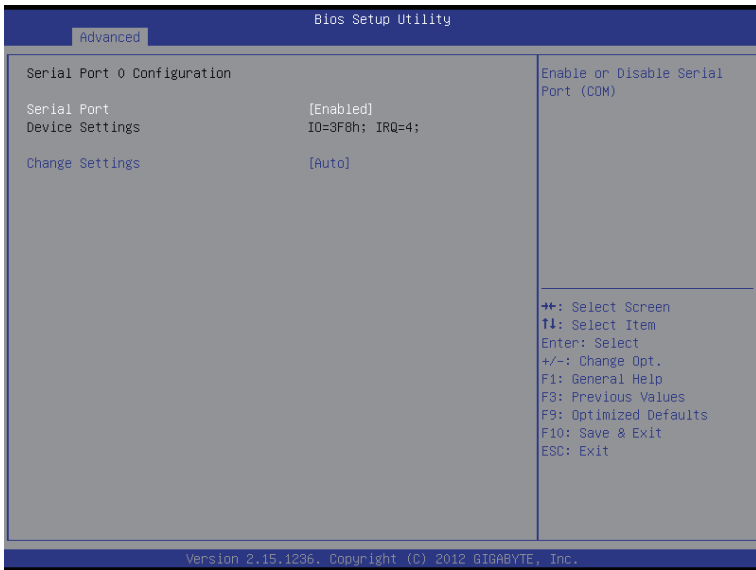 Bios Setup Utility
Advanced
Serial Port 0 Configuration
Serial Port [Enabled]
Device Settings IO=3F8h; IRQ=4;
Change Settings [Auto]
Enable or Disable Serial
Port (COM)
→←: Select Screen
↑↓: Select Item
Enter: Select
+/-: Change Opt.
F1: General Help
F3: Previous Values
F9: Optimized Defaults
F10: Save & Exit
ESC: Exit
Version 2.15.1236. Copyright (C) 2012 GIGABYTE, Inc.